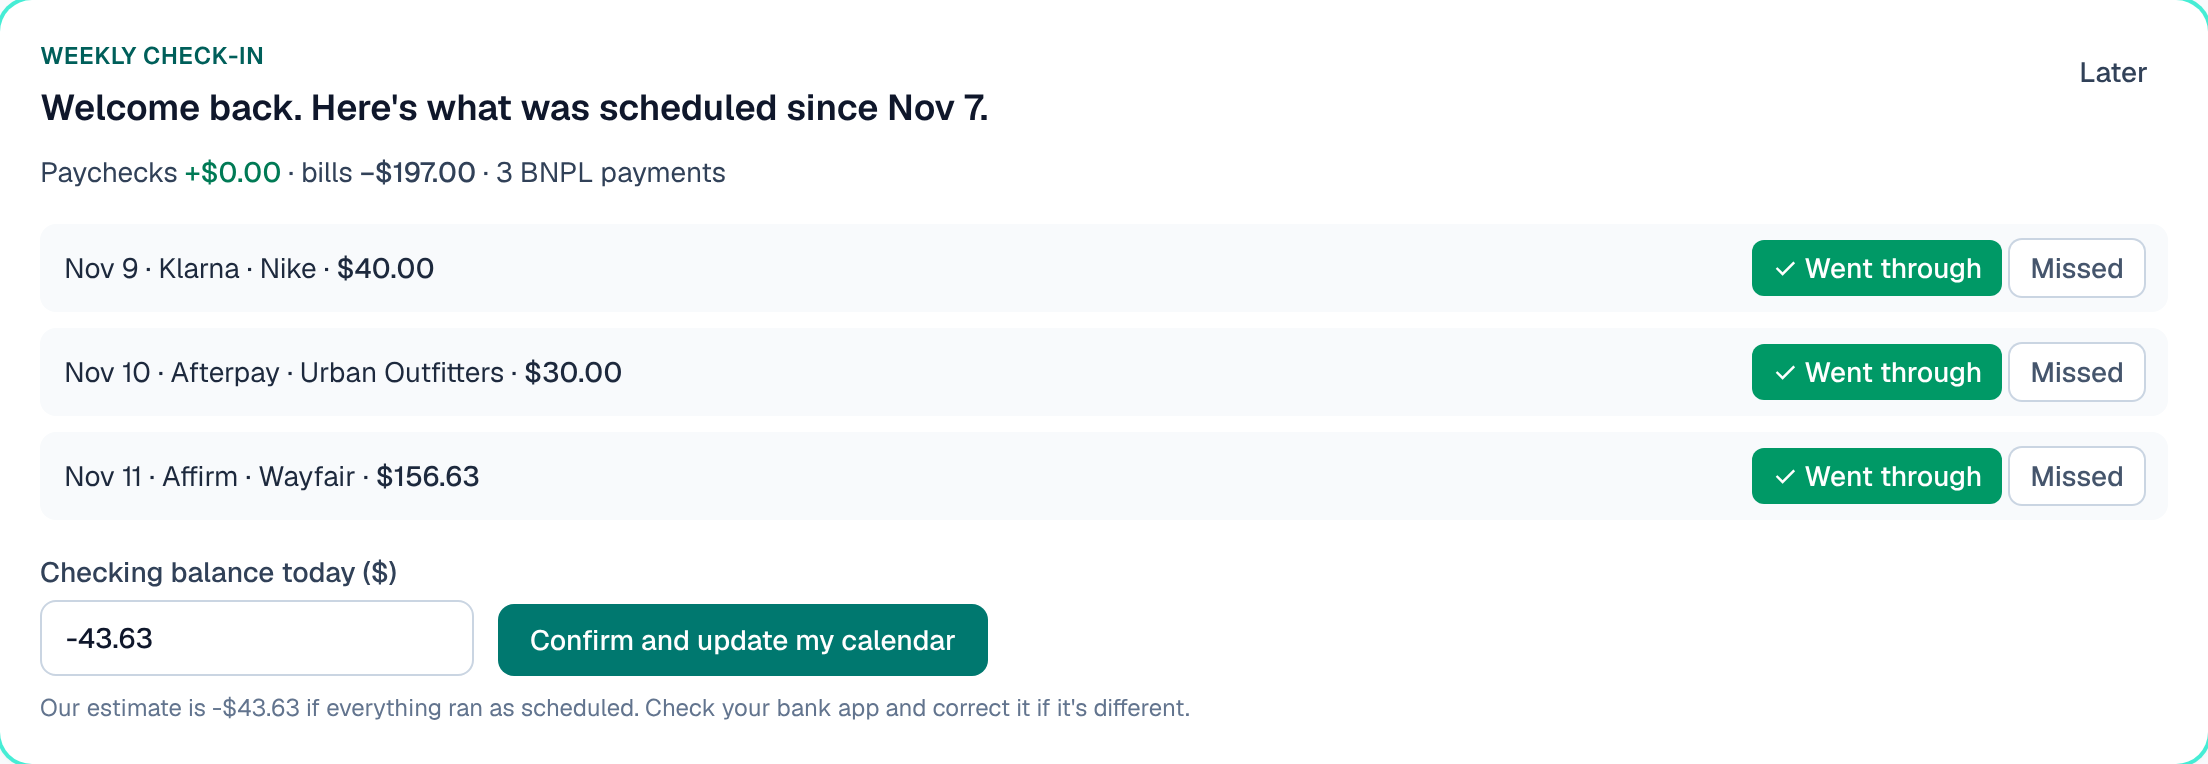 WEEKLY CHECK-IN
Later
Welcome back. Here's what was scheduled since Nov 7.
Paychecks +$0.00 · bills −$197.00 · 3 BNPL payments
Nov 9 · Klarna · Nike · $40.00 ✓ Went through Missed
Nov 10 · Afterpay · Urban Outfitters · $30.00 ✓ Went through Missed
Nov 11 · Affirm · Wayfair · $156.63 ✓ Went through Missed
Checking balance today ($)
-43.63 Confirm and update my calendar
Our estimate is -$43.63 if everything ran as scheduled. Check your bank app and correct it if it's different.